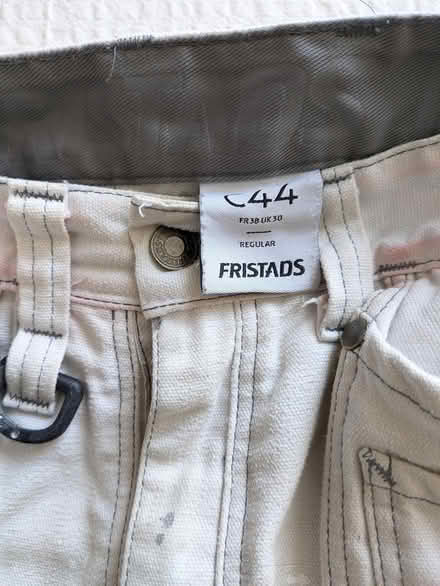 C44
FR38 UK30
REGULAR
FRISTADS